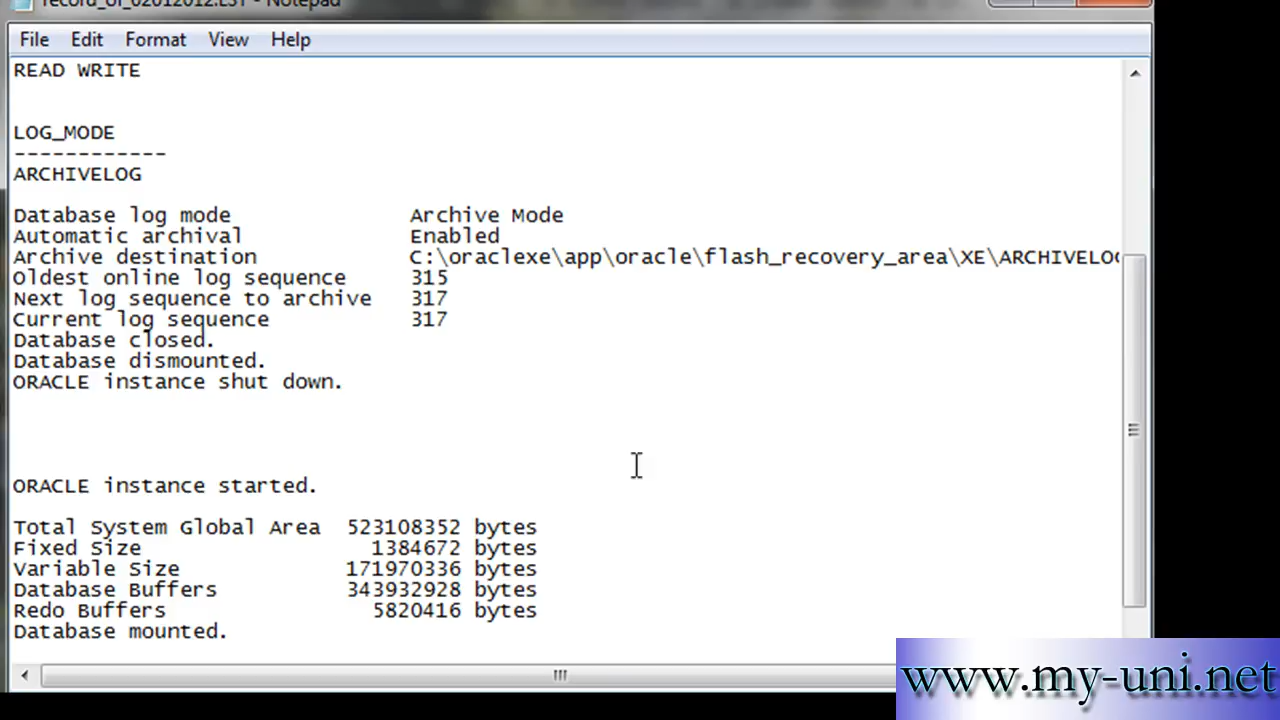 record_of_02012012.LST - Notepad
File Edit Format View Help
READ WRITE
LOG_MODE
------------
ARCHIVELOG
Database log mode Archive Mode
Automatic archival Enabled
Archive destination C:\oraclexe\app\oracle\flash_recovery_area\XE\ARCHIVELO
Oldest online log sequence 315
Next log sequence to archive 317
Current log sequence 317
Database closed.
Database dismounted.
ORACLE instance shut down.
ORACLE instance started.
Total System Global Area 523108352 bytes
Fixed Size 1384672 bytes
Variable Size 171970336 bytes
Database Buffers 343932928 bytes
Redo Buffers 5820416 bytes
Database mounted.
www.my-uni.net